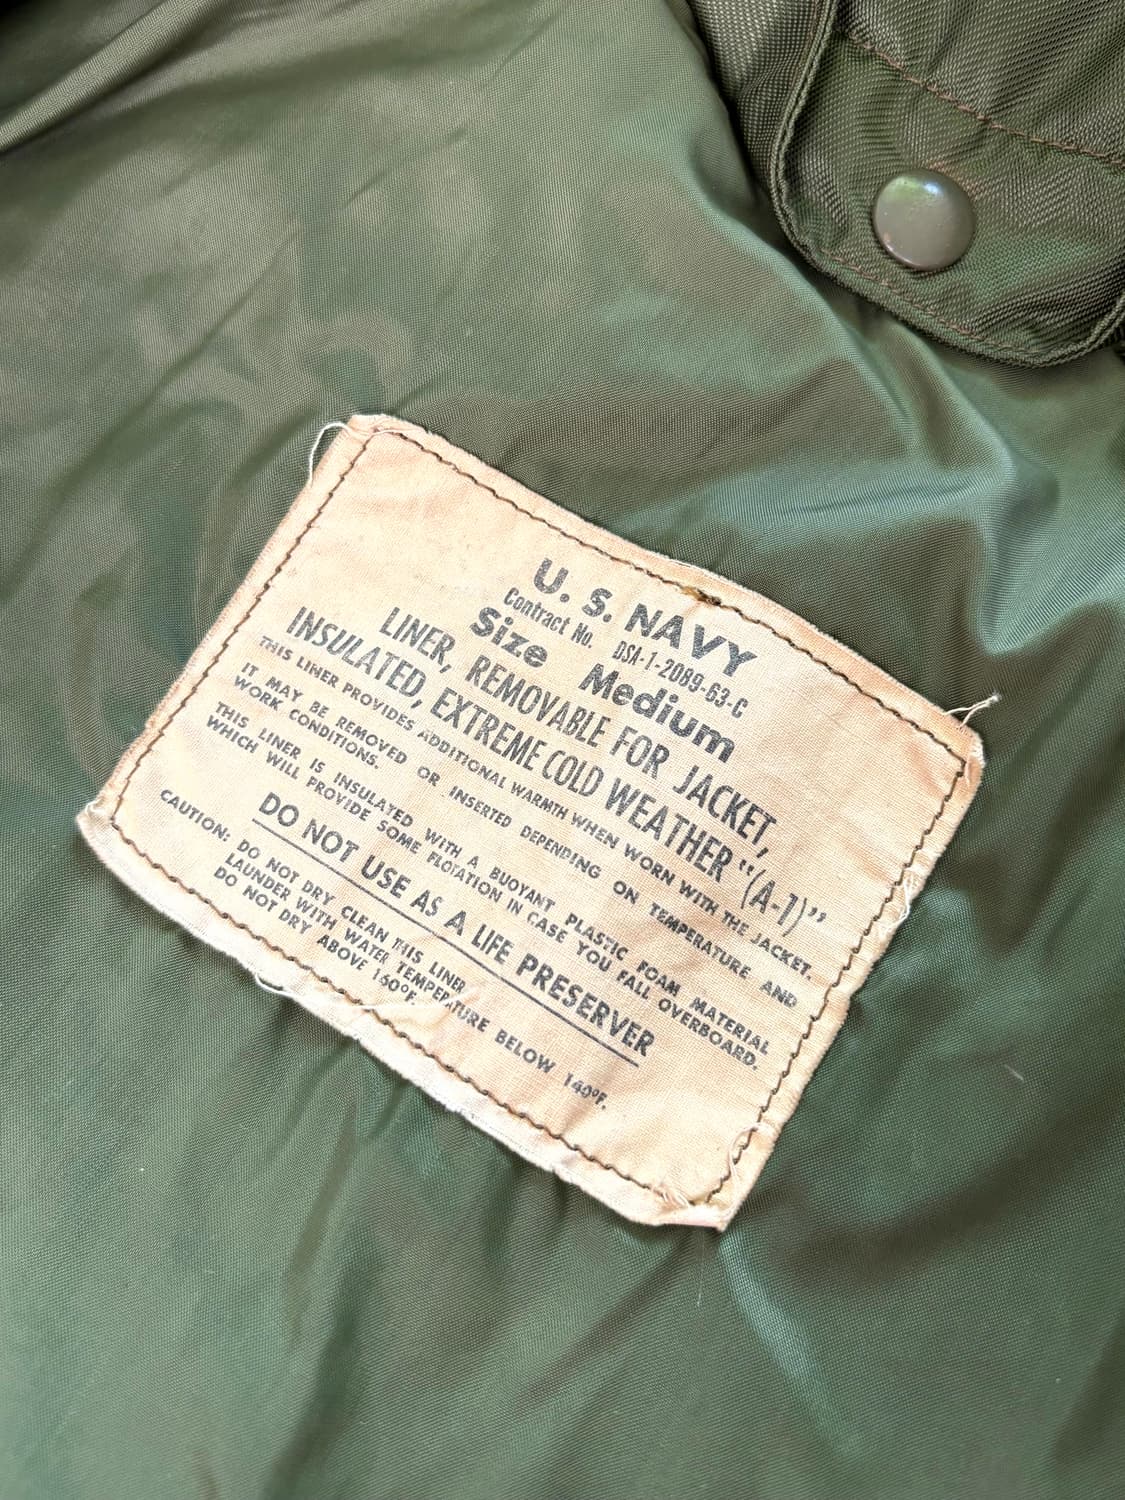 U. S. NAVY
Contract No. DSA-1-2089-63-C
Size Medium
LINER, REMOVABLE FOR JACKET,
INSULATED, EXTREME COLD WEATHER “(A-1)”
THIS LINER PROVIDES ADDITIONAL WARMTH WHEN WORN WITH THE JACKET.
IT MAY BE REMOVED OR INSERTED DEPENDING ON TEMPERATURE AND
WORK CONDITIONS.
THIS LINER IS INSULATED WITH A BUOYANT PLASTIC FOAM MATERIAL
WHICH WILL PROVIDE SOME FLOTATION IN CASE YOU FALL OVERBOARD.
DO NOT USE AS A LIFE PRESERVER
CAUTION: DO NOT DRY CLEAN THIS LINER
LAUNDER WITH WATER TEMPERATURE BELOW 140°F.
DO NOT DRY ABOVE 160°F.